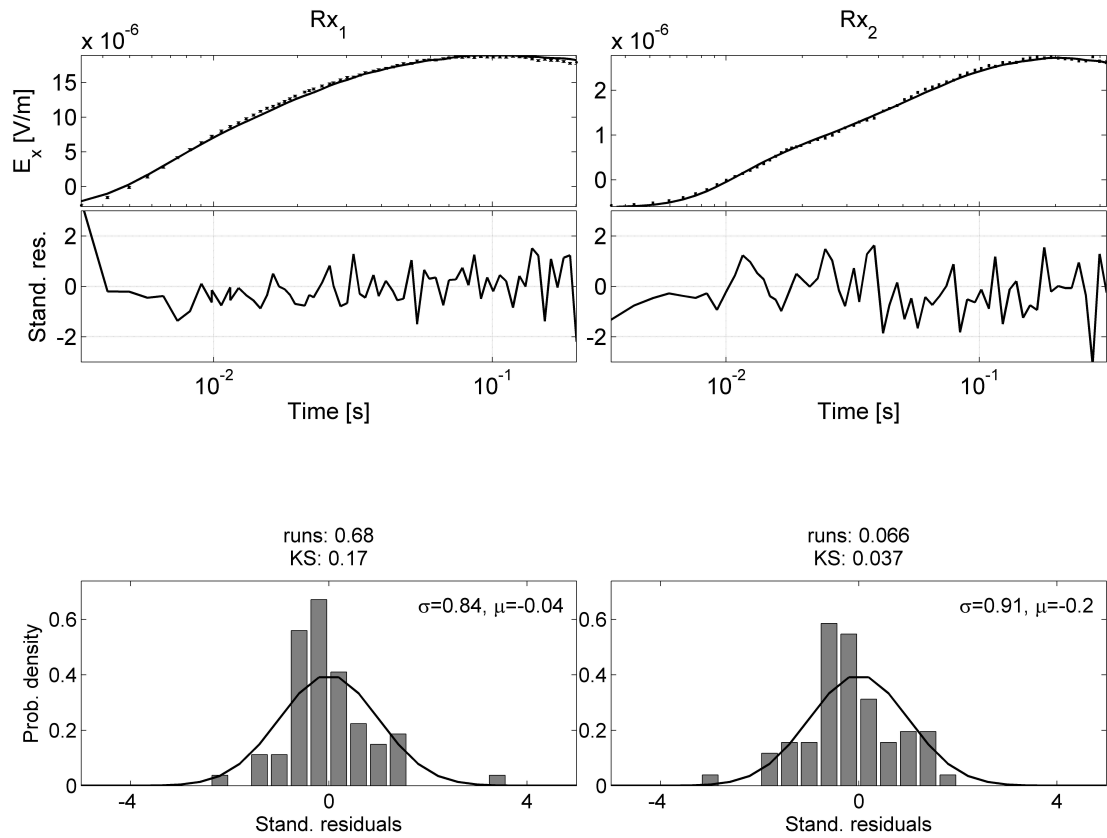 Rx₁ Rx₂
x 10⁻⁶ x 10⁻⁶
15
10
5
0
Eₓ [V/m]
2
1
0
2
0
-2
Stand. res.
2
0
-2
10⁻² 10⁻¹ 10⁻² 10⁻¹
Time [s] Time [s]
runs: 0.68
KS: 0.17
runs: 0.066
KS: 0.037
σ=0.84, μ=-0.04
σ=0.91, μ=-0.2
0.6
0.4
0.2
0
Prob. density
0.6
0.4
0.2
0
-4 0 4 -4 0 4
Stand. residuals Stand. residuals